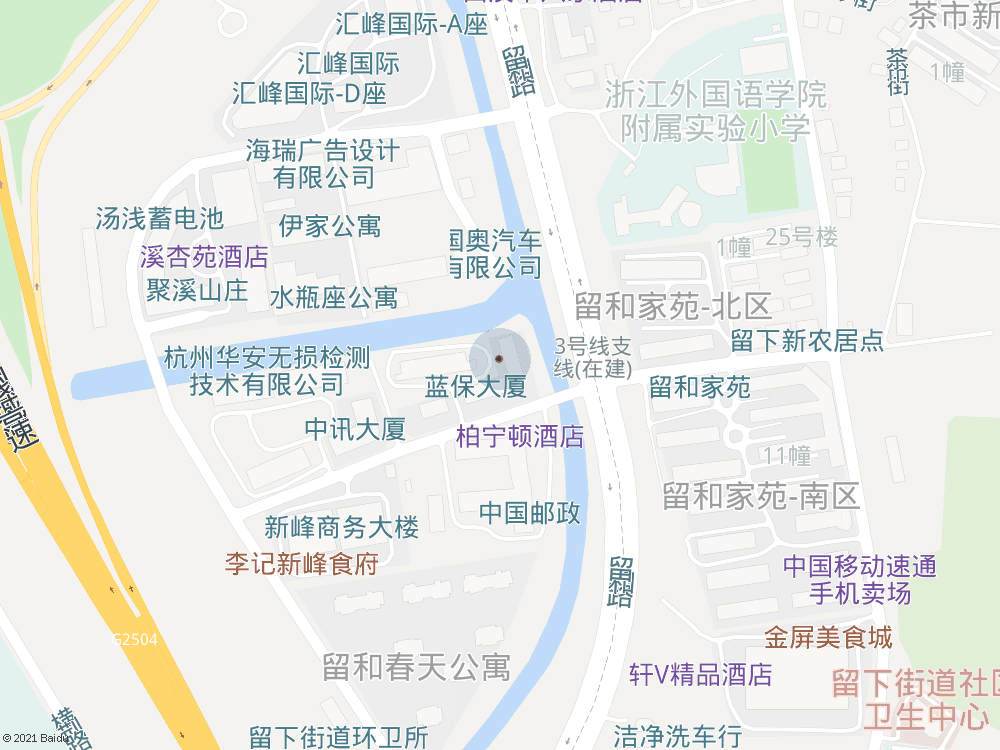 汇峰国际-A座
茶市新
留和路
汇峰国际
茶市街
1幢
汇峰国际-D座
浙江外国语学院
附属实验小学
海瑞广告设计
有限公司
汤浅蓄电池
伊家公寓
国奥汽车
有限公司
1幢
25号楼
溪杏苑酒店
聚溪山庄
水瓶座公寓
留和家苑-北区
杭州华安无损检测
技术有限公司
3号线支
线(在建)
留下新农居点
蓝保大厦
留和家苑
中讯大厦
柏宁顿酒店
11幢
留和家苑-南区
中国邮政
新峰商务大楼
李记新峰食府
留和路
中国移动速通
手机卖场
G2504
金屏美食城
留和春天公寓
轩V精品酒店
留下街道社区
卫生中心
留下街道环卫所
洁净洗车行
© 2021 Baidu